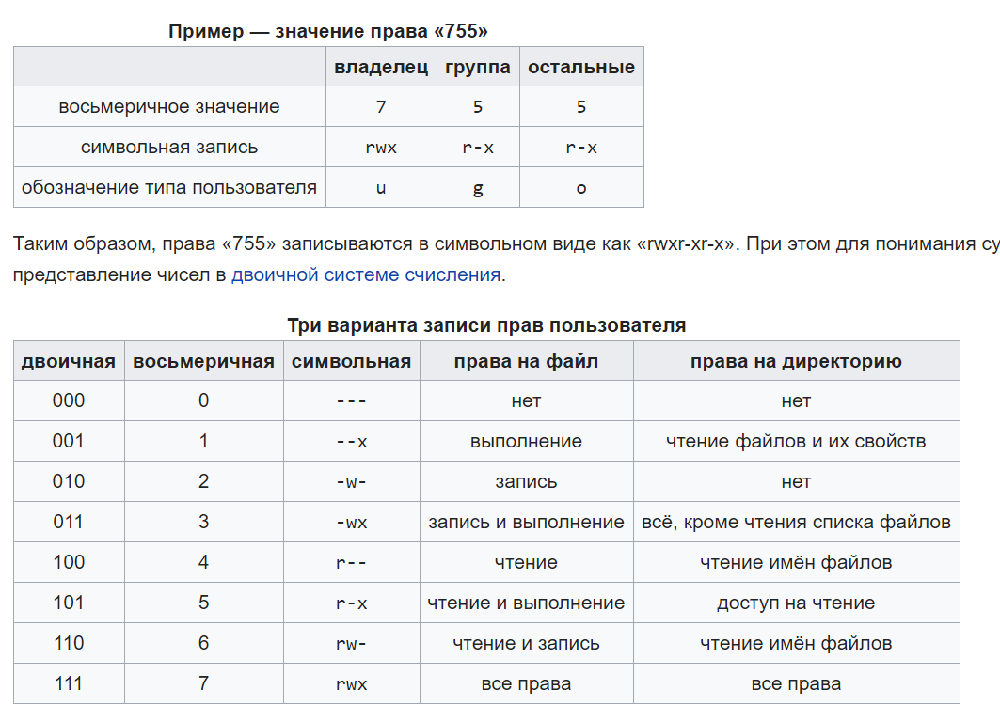 Пример — значение права «755»
владелец группа остальные
восьмеричное значение 7 5 5
символьная запись rwx r-x r-x
обозначение типа пользователя u g o
Таким образом, права «755» записываются в символьном виде как «rwxr-xr-x». При этом для понимания су
представление чисел в двоичной системе счисления.
Три варианта записи прав пользователя
двоичная восьмеричная символьная права на файл права на директорию
000 0 --- нет нет
001 1 --x выполнение чтение файлов и их свойств
010 2 -w- запись нет
011 3 -wx запись и выполнение всё, кроме чтения списка файлов
100 4 r-- чтение чтение имён файлов
101 5 r-x чтение и выполнение доступ на чтение
110 6 rw- чтение и запись чтение имён файлов
111 7 rwx все права все права